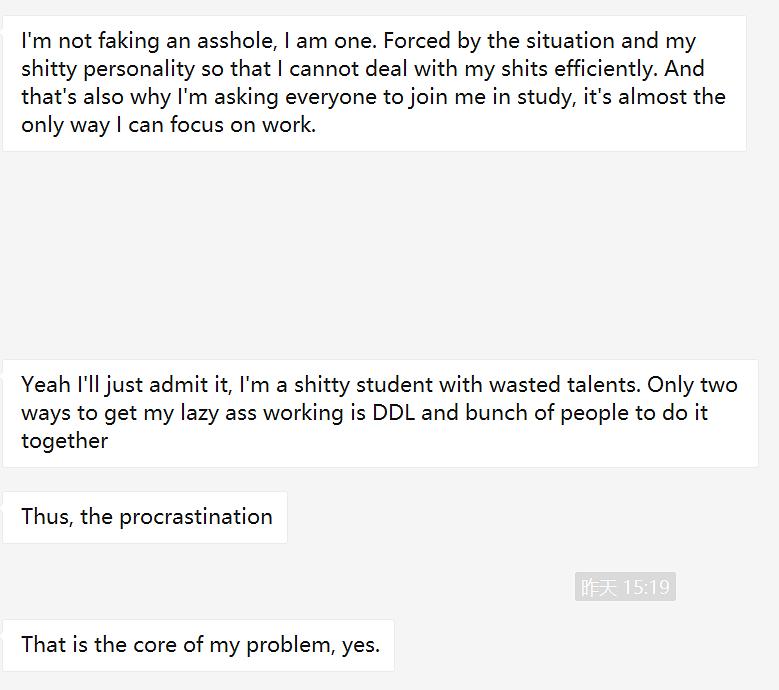 I'm not faking an asshole, I am one. Forced by the situation and my
shitty personality so that I cannot deal with my shits efficiently. And
that's also why I'm asking everyone to join me in study, it's almost the
only way I can focus on work.
Yeah I'll just admit it, I'm a shitty student with wasted talents. Only two
ways to get my lazy ass working is DDL and bunch of people to do it
together
Thus, the procrastination
昨天 15:19
That is the core of my problem, yes.